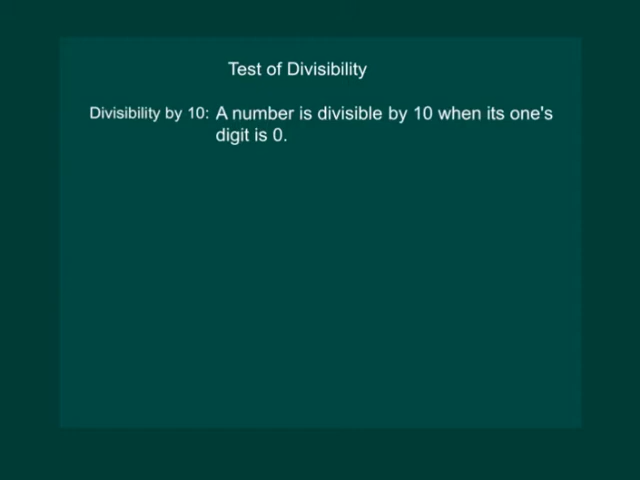 Test of Divisibility
Divisibility by 10: A number is divisible by 10 when its one's
digit is 0.